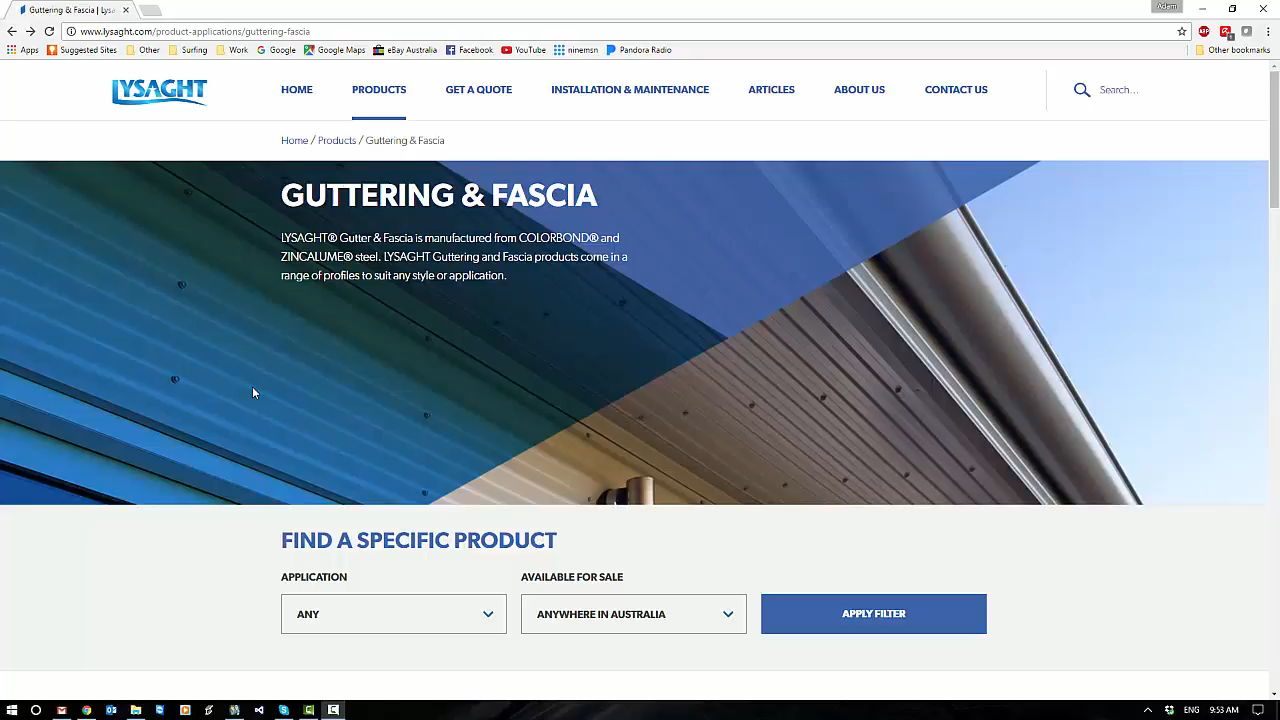 Guttering & Fascia | Lysa
Adem
www.lysaght.com/product-applications/guttering-fascia
Apps
Suggested Sites
Other
Surfing
Work
Google
Google Maps
eBay Australia
Facebook
YouTube
ninemsn
Pandora Radio
Other bookmarks
LYSAGHT
HOME
PRODUCTS
GET A QUOTE
INSTALLATION & MAINTENANCE
ARTICLES
ABOUT US
CONTACT US
Search...
Home / Products / Guttering & Fascia
GUTTERING & FASCIA
LYSAGHT® Gutter & Fascia is manufactured from COLORBOND® and
ZINCALUME® steel. LYSAGHT Guttering and Fascia products come in a
range of profiles to suit any style or application.
FIND A SPECIFIC PRODUCT
APPLICATION
AVAILABLE FOR SALE
ANY
ANYWHERE IN AUSTRALIA
APPLY FILTER
ENG
9:53 AM